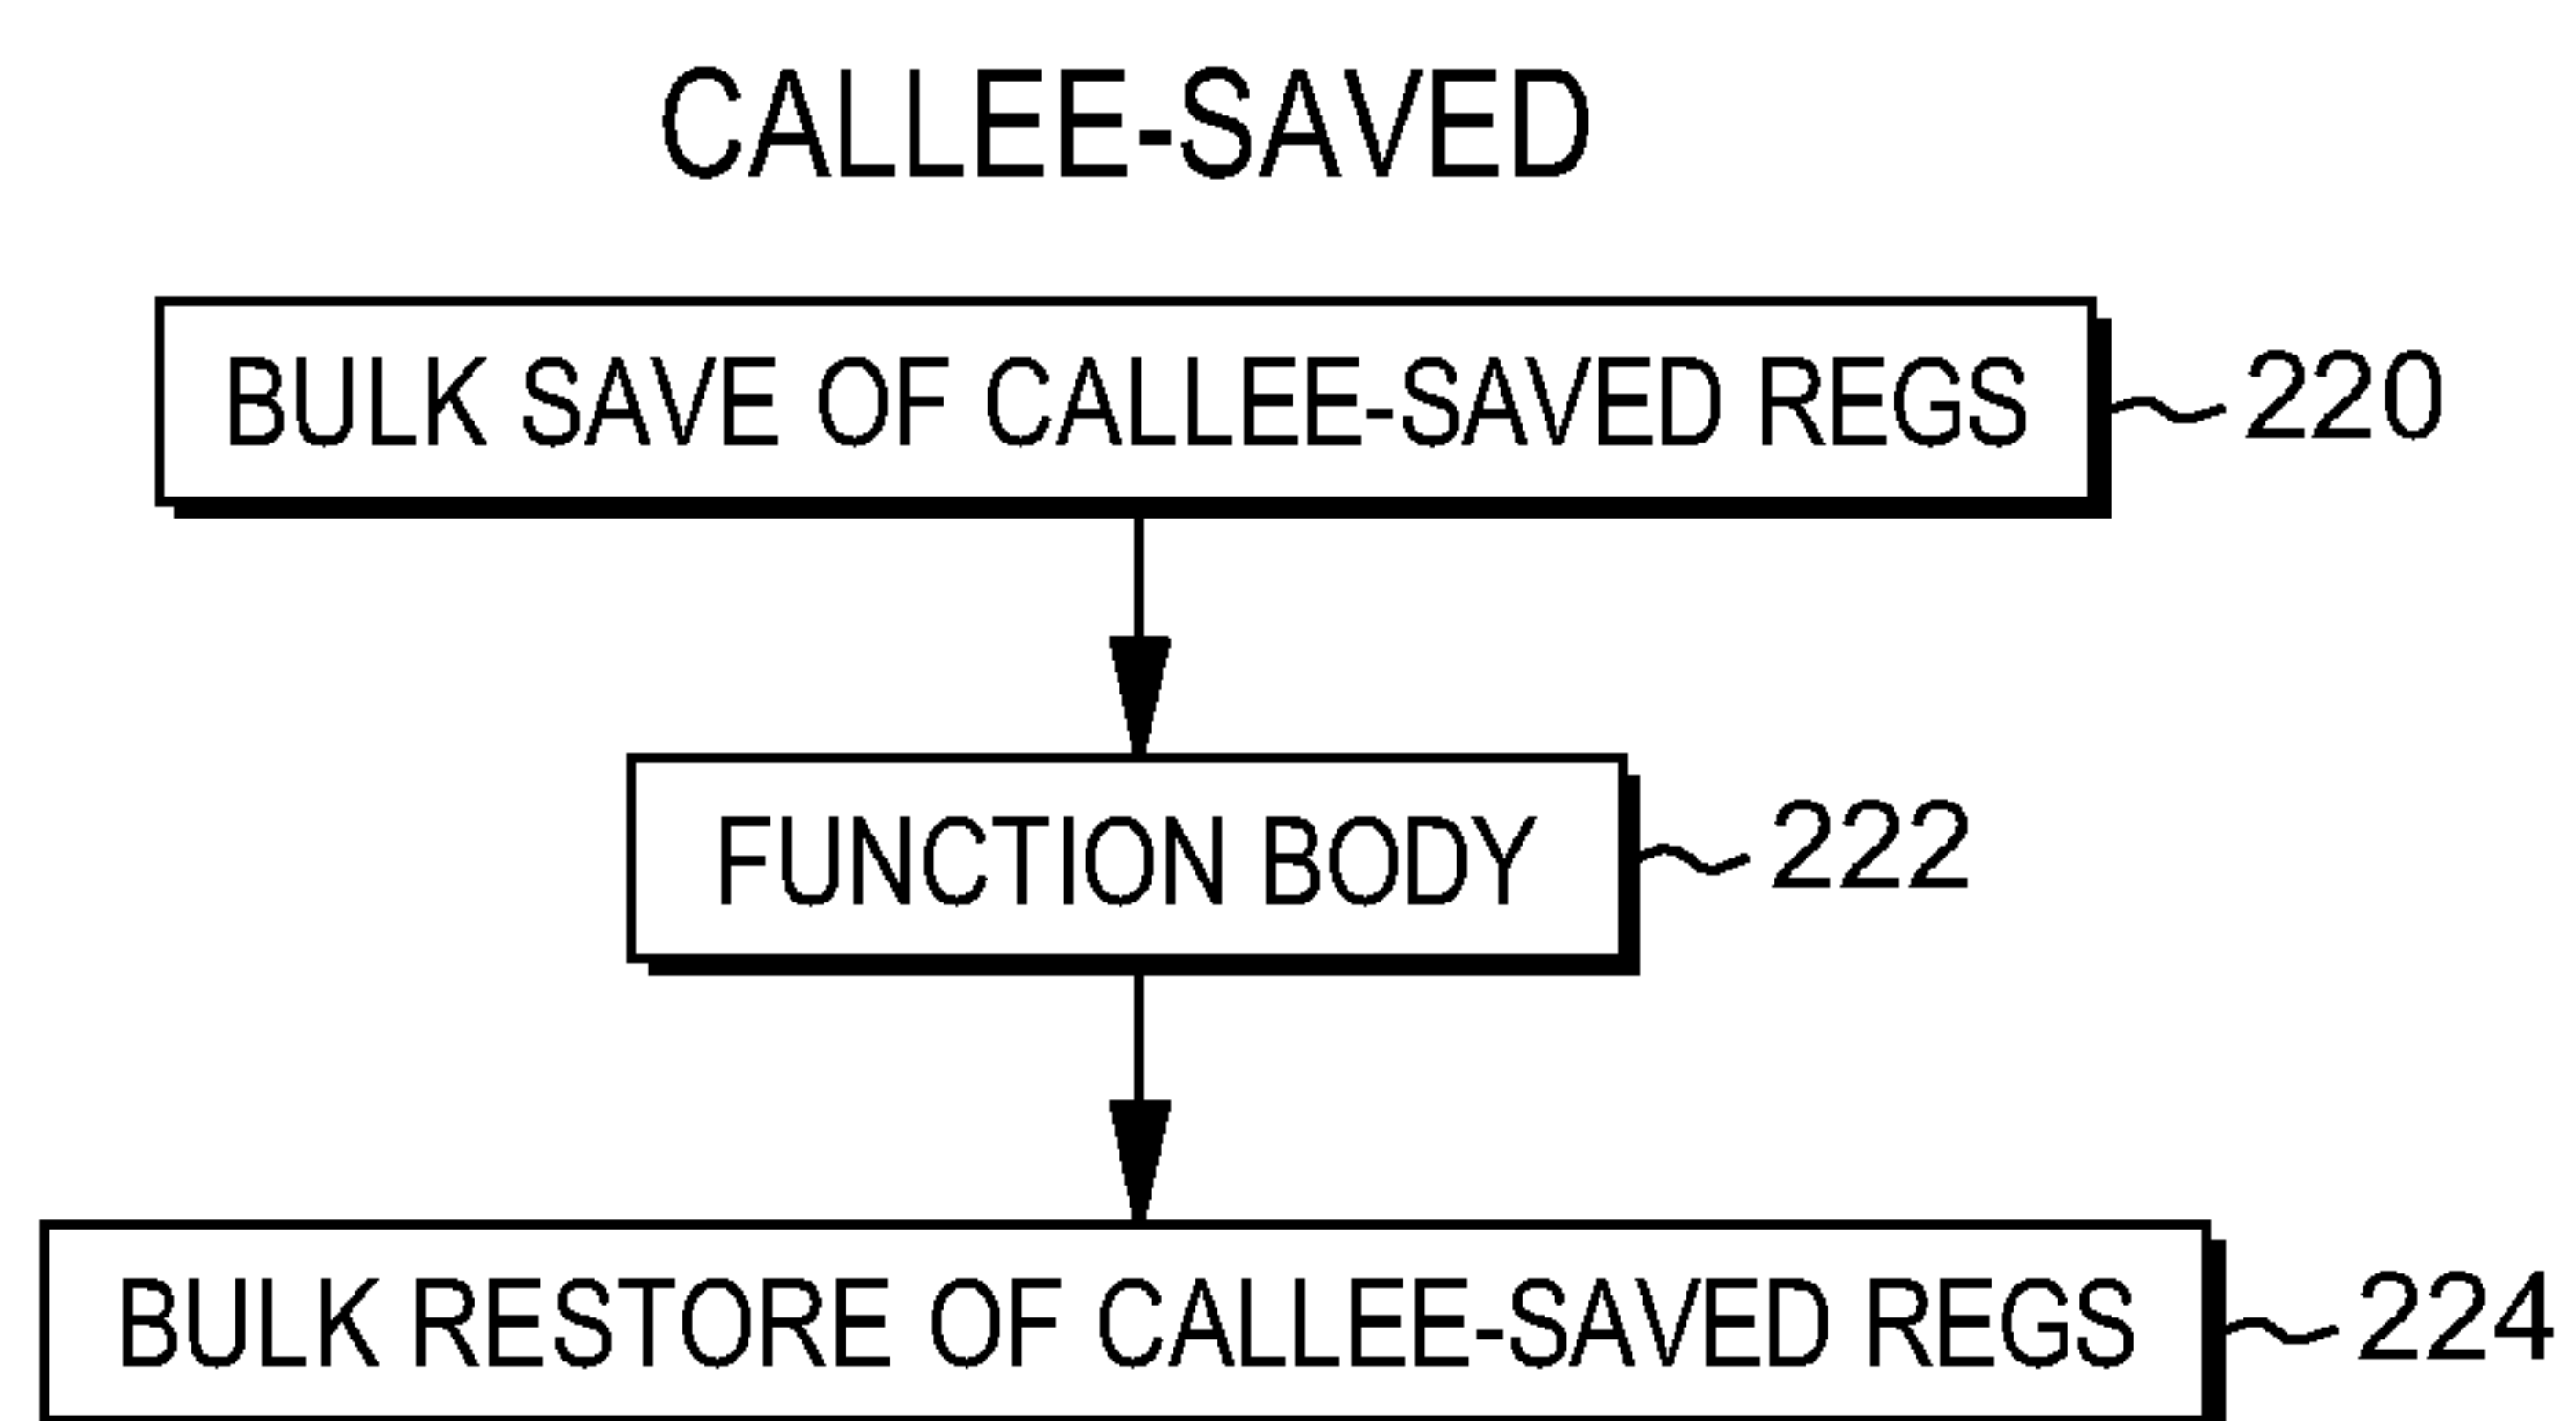 CALLEE-SAVED
BULK SAVE OF CALLEE-SAVED REGS 220
FUNCTION BODY 222
BULK RESTORE OF CALLEE-SAVED REGS 224